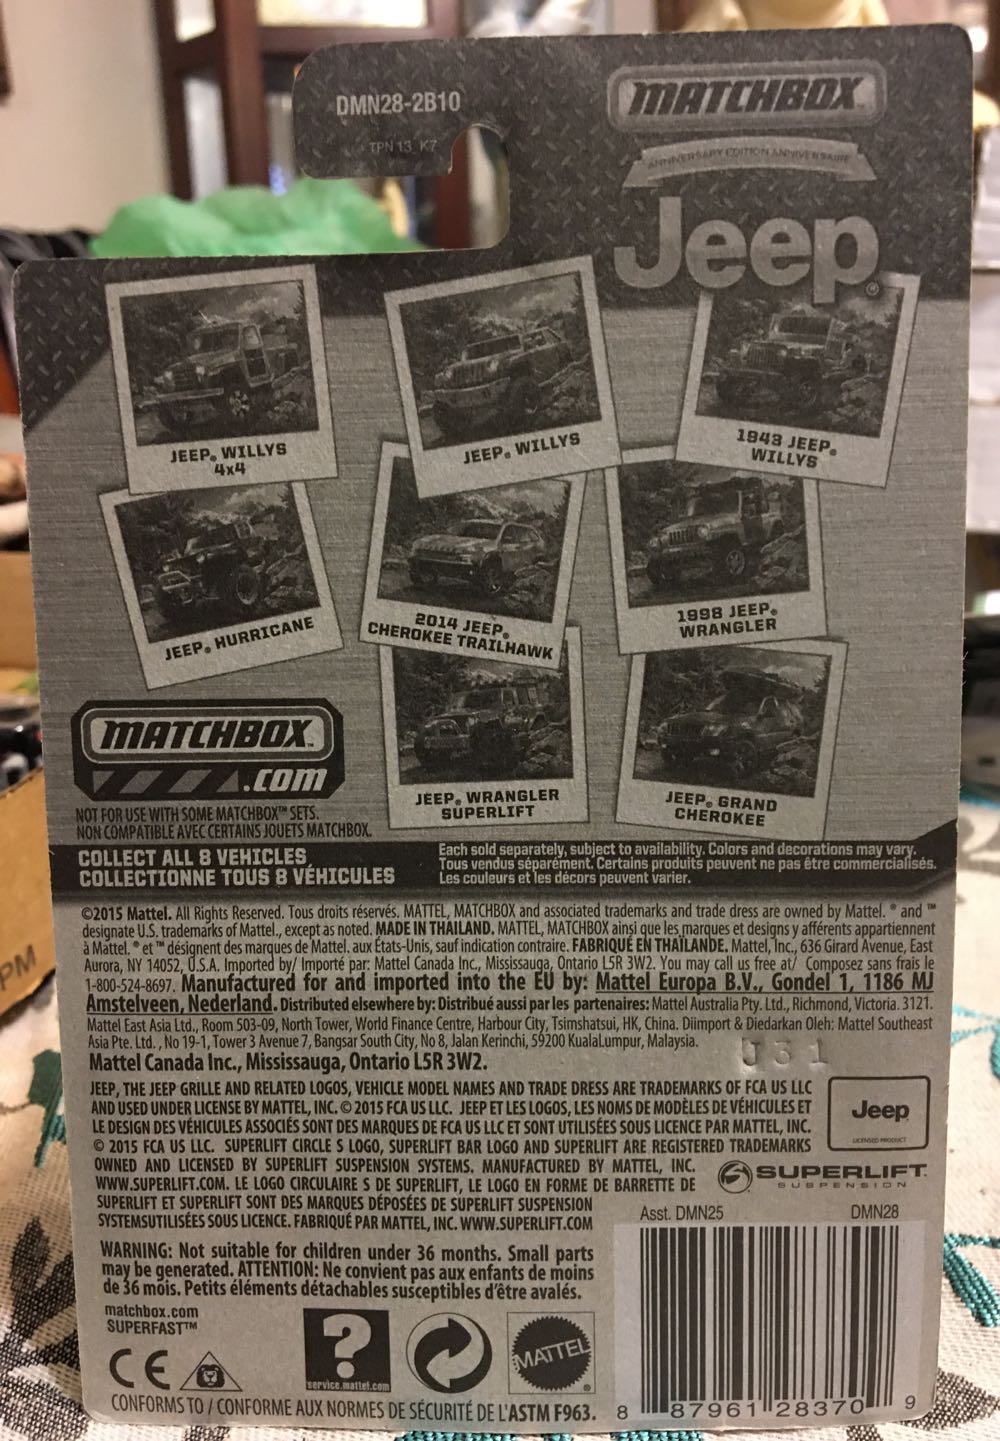 DMN28-2B10
TPN 13 K7
MATCHBOX
ANNIVERSARY EDITION ANNIVERSAIRE
Jeep®
JEEP® WILLYS
4x4
JEEP® WILLYS
1943 JEEP®
WILLYS
JEEP® HURRICANE
2014 JEEP®
CHEROKEE TRAILHAWK
1998 JEEP®
WRANGLER
JEEP® WRANGLER
SUPERLIFT
JEEP® GRAND
CHEROKEE
MATCHBOX
.com
NOT FOR USE WITH SOME MATCHBOX™ SETS.
NON COMPATIBLE AVEC CERTAINS JOUETS MATCHBOX.
COLLECT ALL 8 VEHICLES
COLLECTIONNE TOUS 8 VÉHICULES
Each sold separately, subject to availability. Colors and decorations may vary.
Tous vendus séparément. Certains produits peuvent ne pas être commercialisés.
Les couleurs et les décors peuvent varier.
©2015 Mattel. All Rights Reserved. Tous droits réservés. MATTEL, MATCHBOX and associated trademarks and trade dress are owned by Mattel. ® and ™
designate U.S. trademarks of Mattel., except as noted. MADE IN THAILAND. MATTEL, MATCHBOX ainsi que les marques et designs y afférents appartiennent
à Mattel. ® et ™ désignent des marques de Mattel. aux États-Unis, sauf indication contraire. FABRIQUÉ EN THAÏLANDE. Mattel, Inc., 636 Girard Avenue, East
Aurora, NY 14052, U.S.A. Imported by/ Importé par: Mattel Canada Inc., Mississauga, Ontario L5R 3W2. You may call us free at/ Composez sans frais le
1-800-524-8697. Manufactured for and imported into the EU by: Mattel Europa B.V., Gondel 1, 1186 MJ
Amstelveen, Nederland. Distributed elsewhere by: Distribué aussi par les partenaires: Mattel Australia Pty. Ltd., Richmond, Victoria. 3121.
Mattel East Asia Ltd., Room 503-09, North Tower, World Finance Centre, Harbour City, Tsimshatsui, HK, China. Diimport & Diedarkan Oleh: Mattel Southeast
Asia Pte. Ltd. , No 19-1, Tower 3 Avenue 7, Bangsar South City, No 8, Jalan Kerinchi, 59200 KualaLumpur, Malaysia.
J31
Mattel Canada Inc., Mississauga, Ontario L5R 3W2.
JEEP, THE JEEP GRILLE AND RELATED LOGOS, VEHICLE MODEL NAMES AND TRADE DRESS ARE TRADEMARKS OF FCA US LLC
AND USED UNDER LICENSE BY MATTEL, INC. © 2015 FCA US LLC. JEEP ET LES LOGOS, LES NOMS DE MODÈLES DE VÉHICULES ET
LE DESIGN DES VÉHICULES ASSOCIÉS SONT DES MARQUES DE FCA US LLC ET SONT UTILISÉES SOUS LICENCE PAR MATTEL, INC.
© 2015 FCA US LLC. SUPERLIFT CIRCLE S LOGO, SUPERLIFT BAR LOGO AND SUPERLIFT ARE REGISTERED TRADEMARKS
OWNED AND LICENSED BY SUPERLIFT SUSPENSION SYSTEMS. MANUFACTURED BY MATTEL, INC.
WWW.SUPERLIFT.COM. LE LOGO CIRCULAIRE S DE SUPERLIFT, LE LOGO EN FORME DE BARRETTE DE
SUPERLIFT ET SUPERLIFT SONT DES MARQUES DÉPOSÉES DE SUPERLIFT SUSPENSION
SYSTEMSUTILISÉES SOUS LICENCE. FABRIQUÉ PAR MATTEL, INC. WWW.SUPERLIFT.COM
Jeep
LICENSED PRODUCT
SUPERLIFT
SUSPENSION
WARNING: Not suitable for children under 36 months. Small parts
may be generated. ATTENTION: Ne convient pas aux enfants de moins
de 36 mois. Petits éléments détachables susceptibles d'être avalés.
matchbox.com
SUPERFAST™
CE
?
service.mattel.com
MATTEL®
CONFORMS TO / CONFORME AUX NORMES DE SÉCURITÉ DE L'ASTM F963.
Asst. DMN25
DMN28
8 87961 28370 9
PM